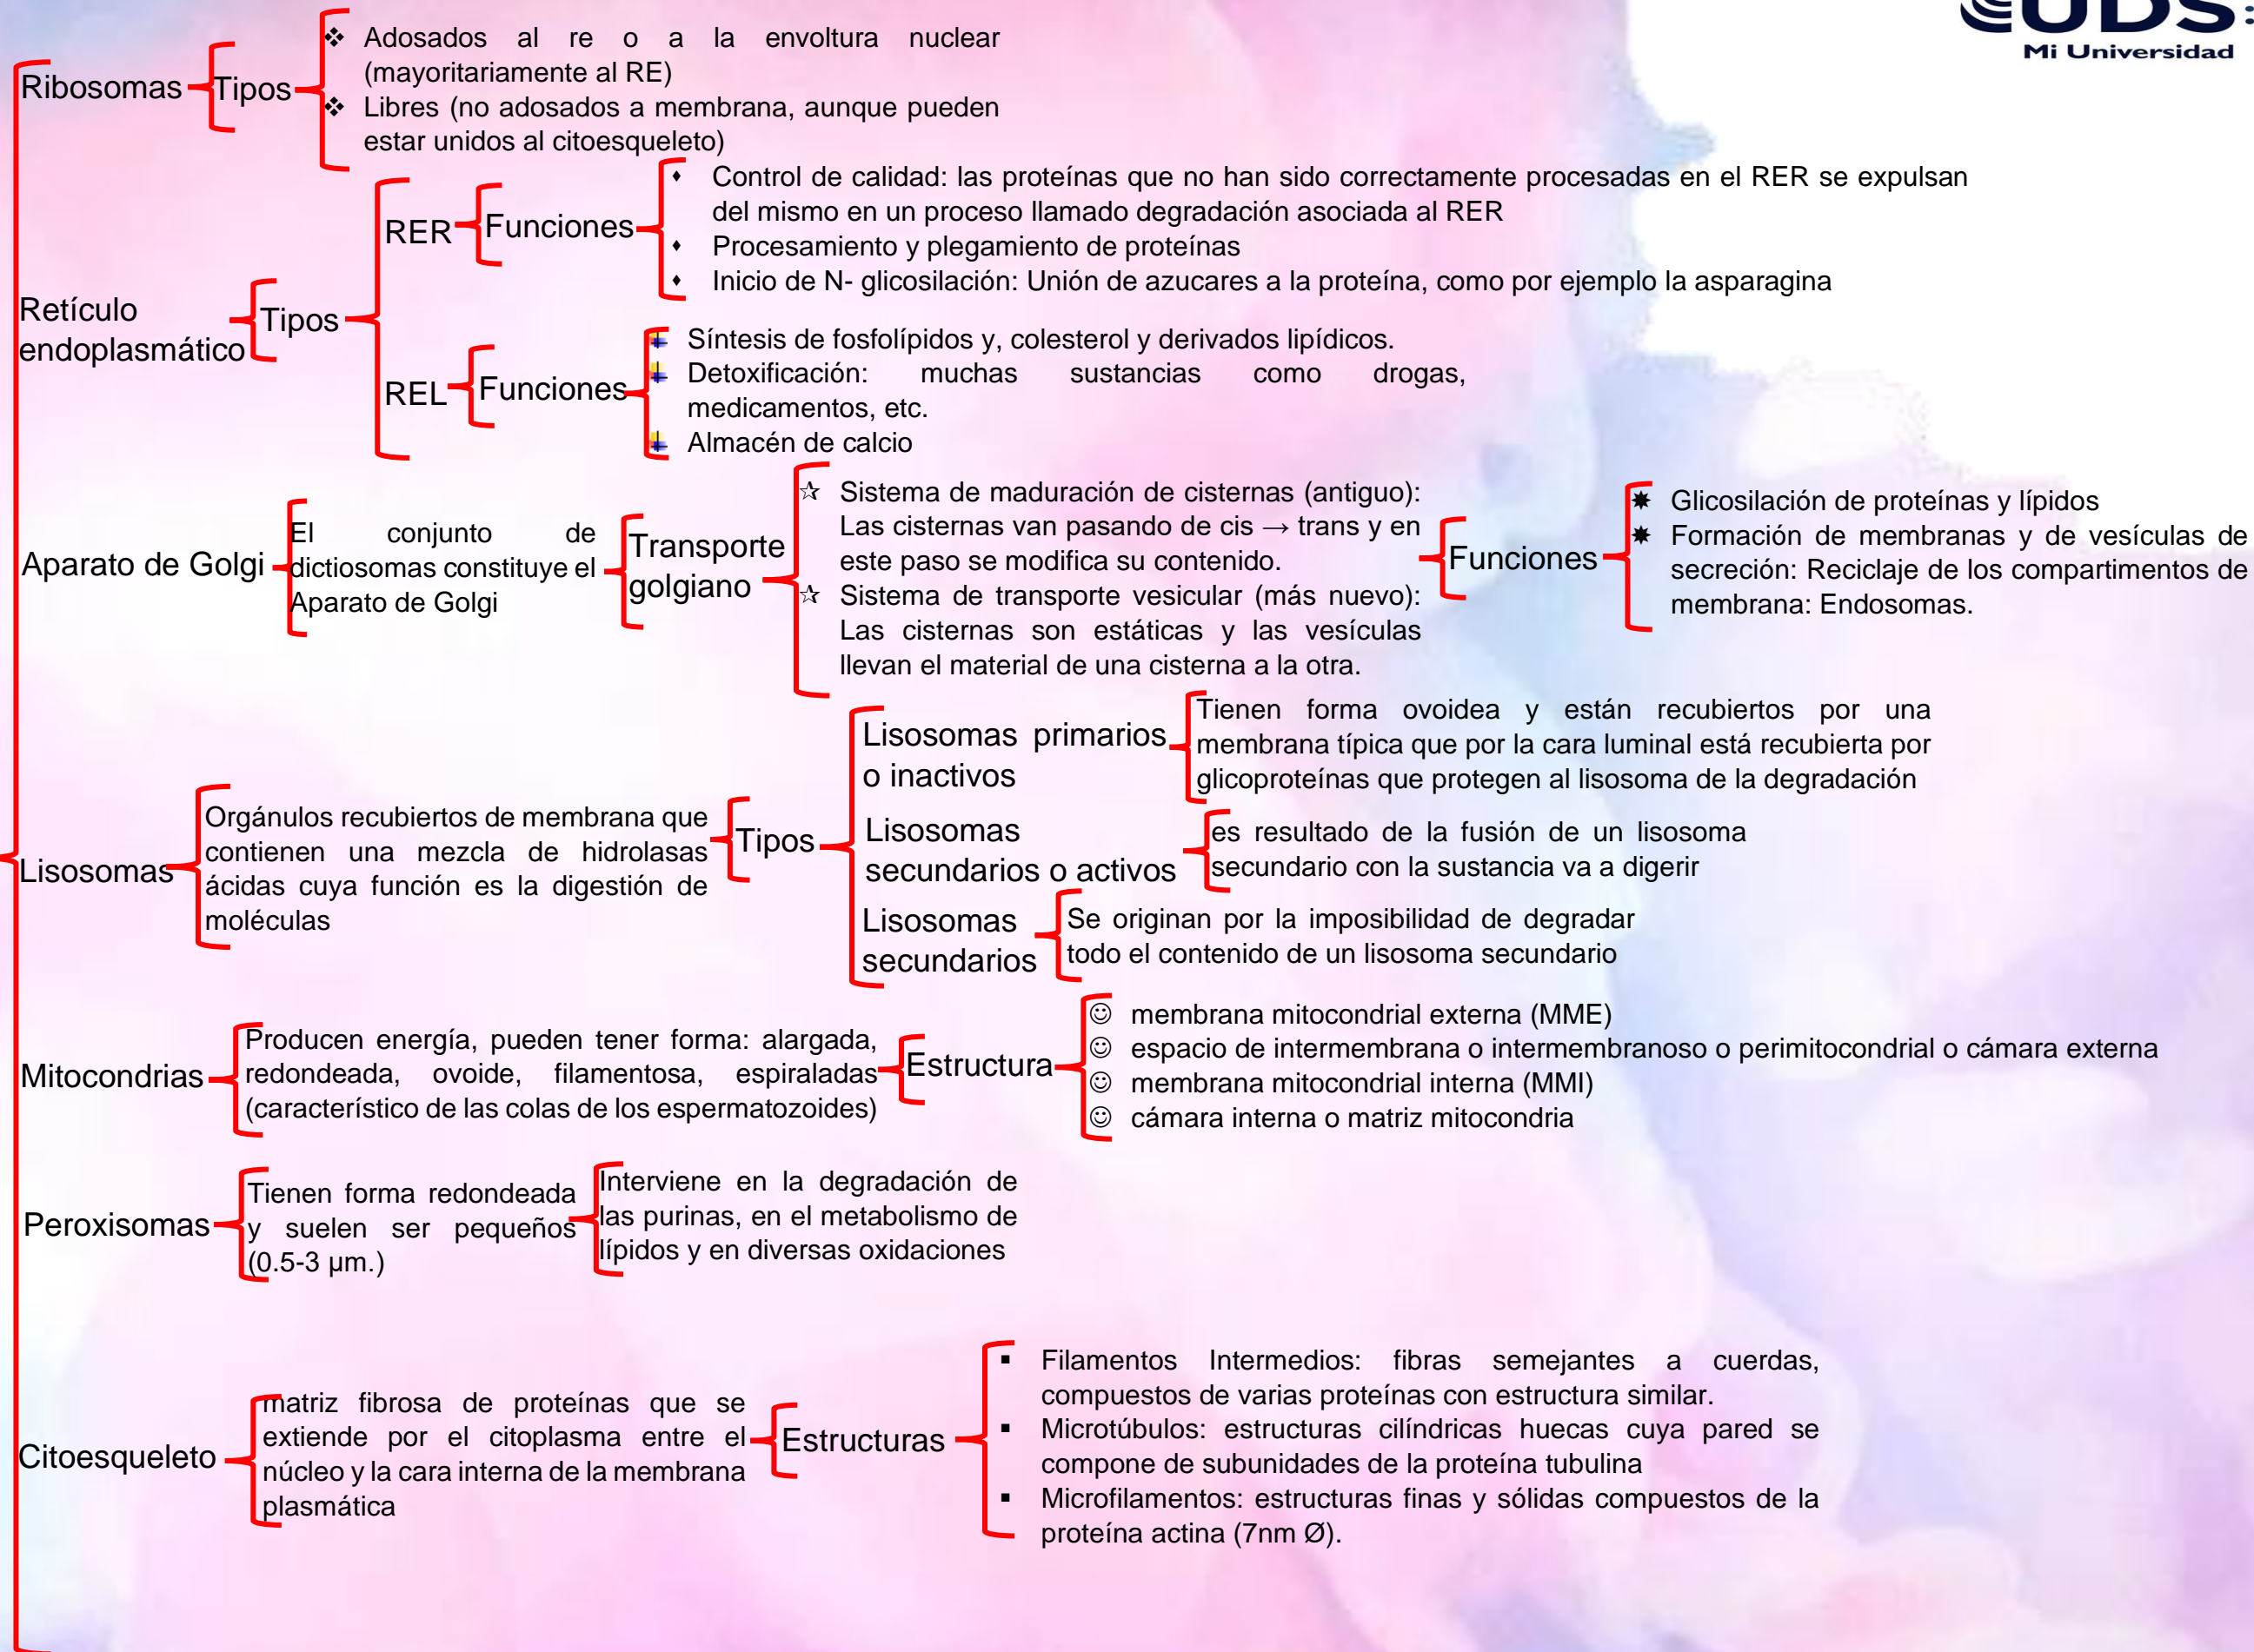 UDS
Mi Universidad
Ribosomas
Tipos
Adosados al re o a la envoltura nuclear
(mayoritariamente al RE)
Libres (no adosados a membrana, aunque pueden
estar unidos al citoesqueleto)
Retículo
endoplasmático
Tipos
RER
Funciones
Control de calidad: las proteínas que no han sido correctamente procesadas en el RER se expulsan
del mismo en un proceso llamado degradación asociada al RER
Procesamiento y plegamiento de proteínas
Inicio de N- glicosilación: Unión de azucares a la proteína, como por ejemplo la asparagina
REL
Funciones
Síntesis de fosfolípidos y, colesterol y derivados lipídicos.
Detoxificación: muchas sustancias como drogas,
medicamentos, etc.
Almacén de calcio
Aparato de Golgi
El conjunto de
dictiosomas constituye el
Aparato de Golgi
Transporte
golgiano
Sistema de maduración de cisternas (antiguo):
Las cisternas van pasando de cis → trans y en
este paso se modifica su contenido.
Sistema de transporte vesicular (más nuevo):
Las cisternas son estáticas y las vesículas
llevan el material de una cisterna a la otra.
Funciones
Glicosilación de proteínas y lípidos
Formación de membranas y de vesículas de
secreción: Reciclaje de los compartimentos de
membrana: Endosomas.
Lisosomas
Orgánulos recubiertos de membrana que
contienen una mezcla de hidrolasas
ácidas cuya función es la digestión de
moléculas
Tipos
Lisosomas primarios
o inactivos
Tienen forma ovoidea y están recubiertos por una
membrana típica que por la cara luminal está recubierta por
glicoproteínas que protegen al lisosoma de la degradación
Lisosomas
secundarios o activos
es resultado de la fusión de un lisosoma
secundario con la sustancia va a digerir
Lisosomas
secundarios
Se originan por la imposibilidad de degradar
todo el contenido de un lisosoma secundario
Mitocondrias
Producen energía, pueden tener forma: alargada,
redondeada, ovoide, filamentosa, espiraladas
(característico de las colas de los espermatozoides)
Estructura
membrana mitocondrial externa (MME)
espacio de intermembrana o intermembranoso o perimitocondrial o cámara externa
membrana mitocondrial interna (MMI)
cámara interna o matriz mitocondria
Peroxisomas
Tienen forma redondeada
y suelen ser pequeños
(0.5-3 µm.)
Interviene en la degradación de
las purinas, en el metabolismo de
lípidos y en diversas oxidaciones
Citoesqueleto
matriz fibrosa de proteínas que se
extiende por el citoplasma entre el
núcleo y la cara interna de la membrana
plasmática
Estructuras
Filamentos Intermedios: fibras semejantes a cuerdas,
compuestos de varias proteínas con estructura similar.
Microtúbulos: estructuras cilíndricas huecas cuya pared se
compone de subunidades de la proteína tubulina
Microfilamentos: estructuras finas y sólidas compuestos de la
proteína actina (7nm Ø).